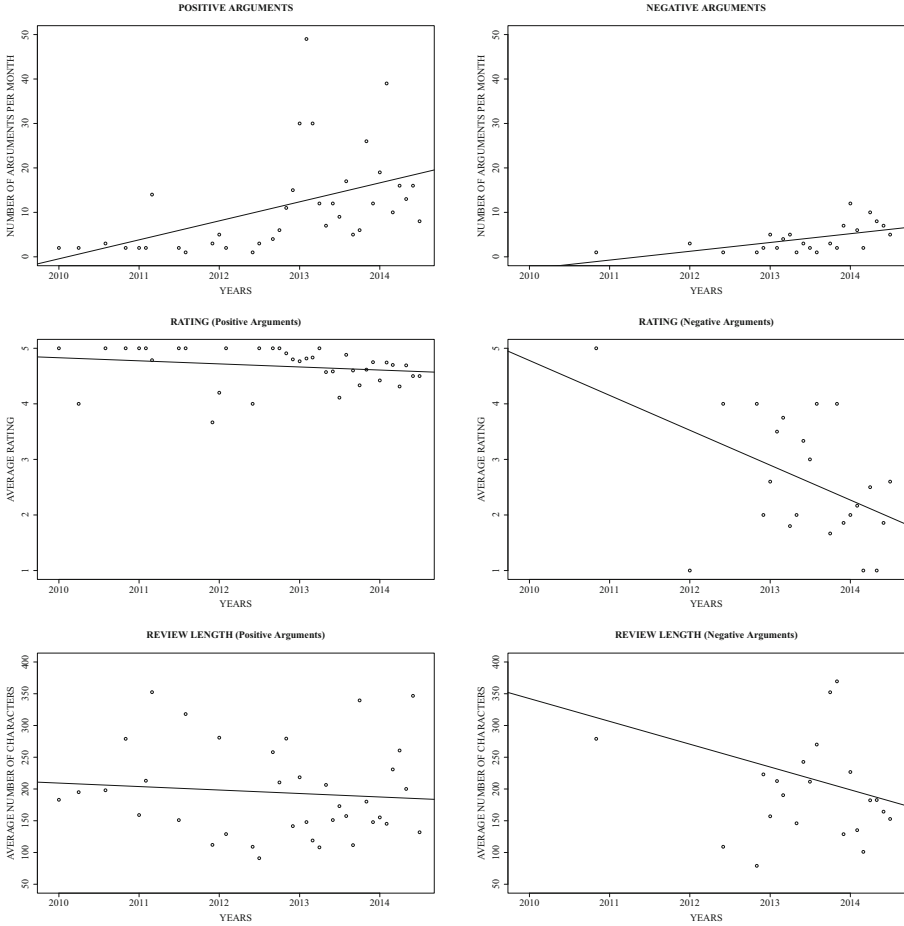 POSITIVE ARGUMENTS
NUMBER OF ARGUMENTS PER MONTH
50
40
30
20
10
0
2010 2011 2012 2013 2014
YEARS
NEGATIVE ARGUMENTS
NUMBER OF ARGUMENTS PER MONTH
50
40
30
20
10
0
2010 2011 2012 2013 2014
YEARS
RATING (Positive Arguments)
AVERAGE RATING
5
4
3
2
1
2010 2011 2012 2013 2014
YEARS
RATING (Negative Arguments)
AVERAGE RATING
5
4
3
2
1
2010 2011 2012 2013 2014
YEARS
REVIEW LENGTH (Positive Arguments)
AVERAGE NUMBER OF CHARACTERS
400
350
300
250
200
150
100
50
2010 2011 2012 2013 2014
YEARS
REVIEW LENGTH (Negative Arguments)
AVERAGE NUMBER OF CHARACTERS
400
350
300
250
200
150
100
50
2010 2011 2012 2013 2014
YEARS